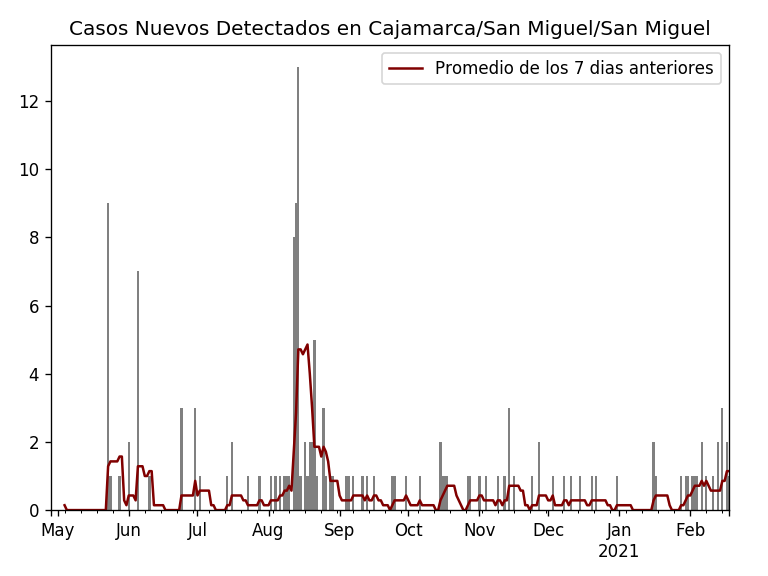 Casos Nuevos Detectados en Cajamarca/San Miguel/San Miguel
Promedio de los 7 dias anteriores
12
10
8
6
4
2
0
May Jun Jul Aug Sep Oct Nov Dec Jan Feb
2021